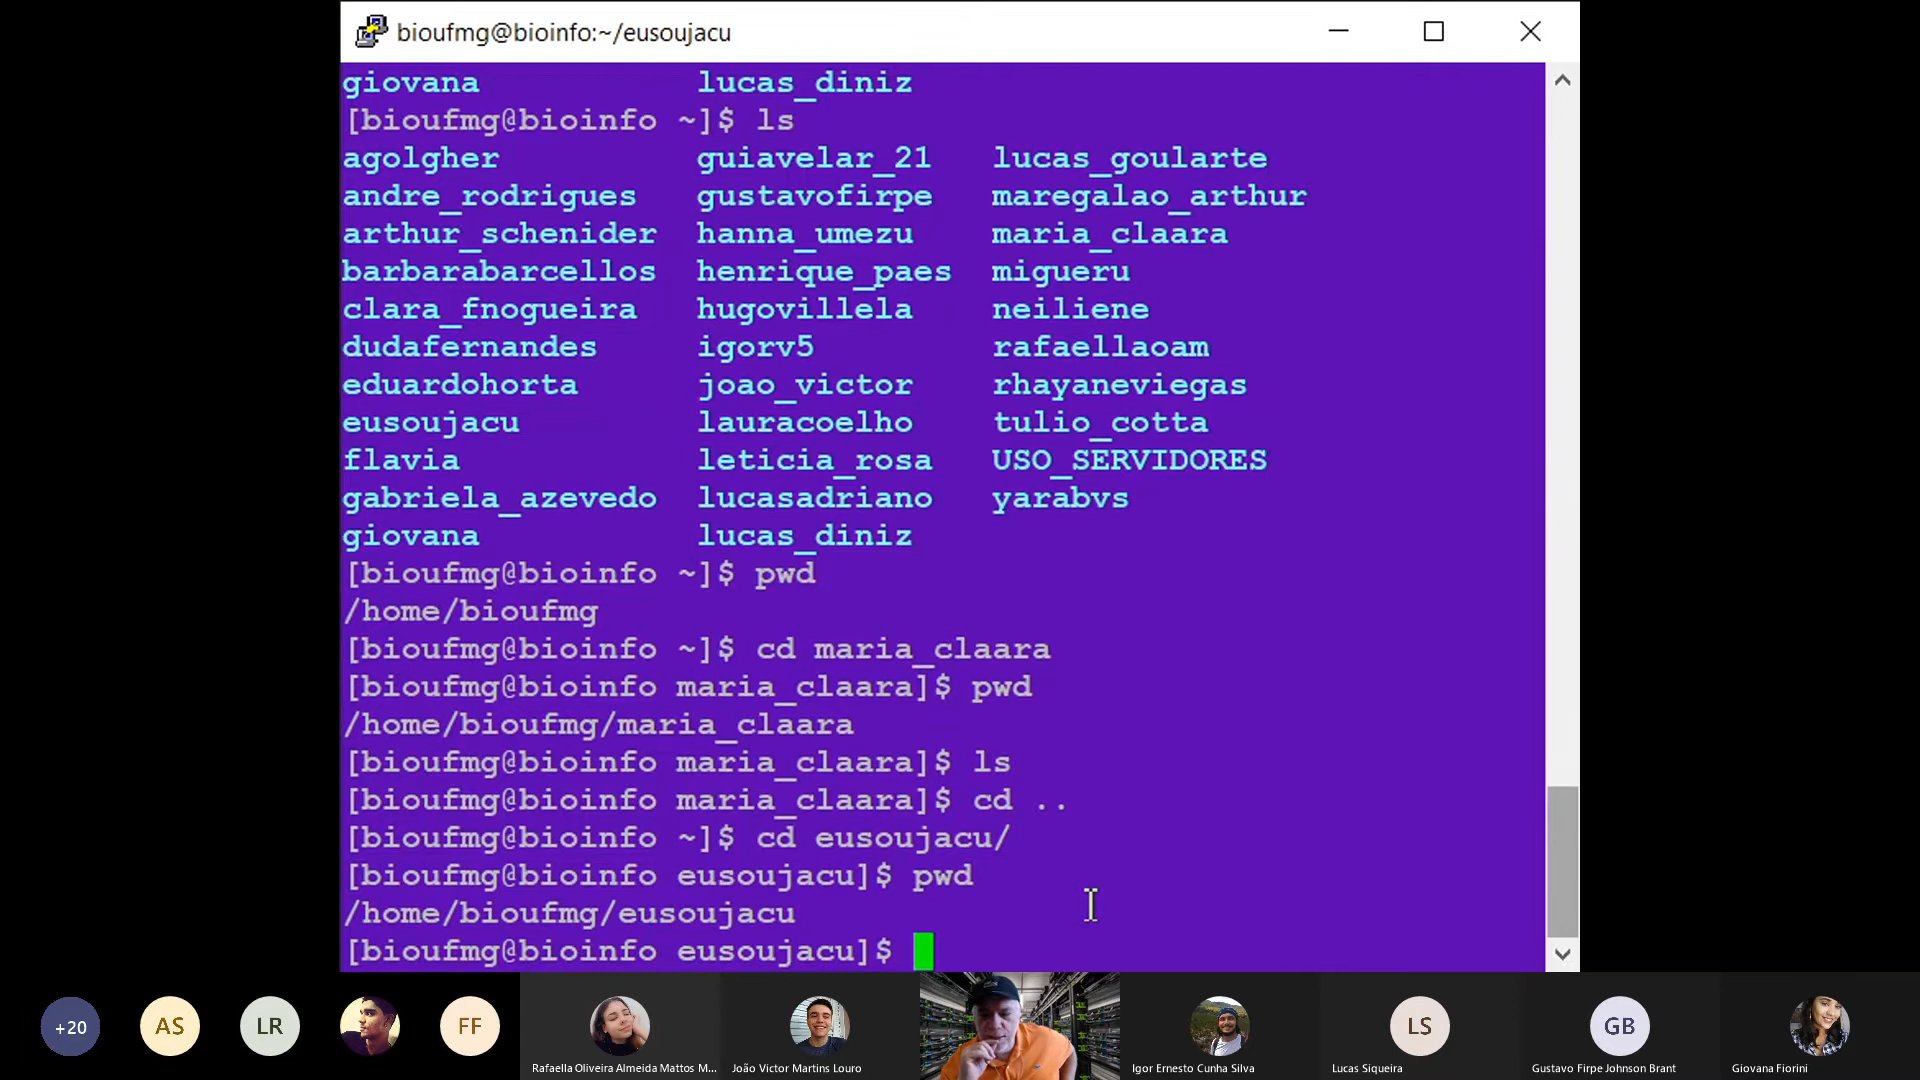 bioufmg@bioinfo:~/eusoujacu
giovana lucas_diniz
[bioufmg@bioinfo ~]$ ls
agolgher guiavelar_21 lucas_goularte
andre_rodrigues gustavofirpe maregalao_arthur
arthur_schenider hanna_umezu maria_claara
barbarabarcellos henrique_paes migueru
clara_fnogueira hugovillela neiliene
dudafernandes igorv5 rafaellaoam
eduardohorta joao_victor rhayaneviegas
eusoujacu lauracoelho tulio_cotta
flavia leticia_rosa USO_SERVIDORES
gabriela_azevedo lucasadriano yarabvs
giovana lucas_diniz
[bioufmg@bioinfo ~]$ pwd
/home/bioufmg
[bioufmg@bioinfo ~]$ cd maria_claara
[bioufmg@bioinfo maria_claara]$ pwd
/home/bioufmg/maria_claara
[bioufmg@bioinfo maria_claara]$ ls
[bioufmg@bioinfo maria_claara]$ cd ..
[bioufmg@bioinfo ~]$ cd eusoujacu/
[bioufmg@bioinfo eusoujacu]$ pwd
/home/bioufmg/eusoujacu
[bioufmg@bioinfo eusoujacu]$
+20 AS LR FF LS GB
Rafaella Oliveira Almeida Mattos M... João Victor Martins Louro Igor Ernesto Cunha Silva Lucas Siqueira Gustavo Firpe Johnson Brant Giovana Fiorini